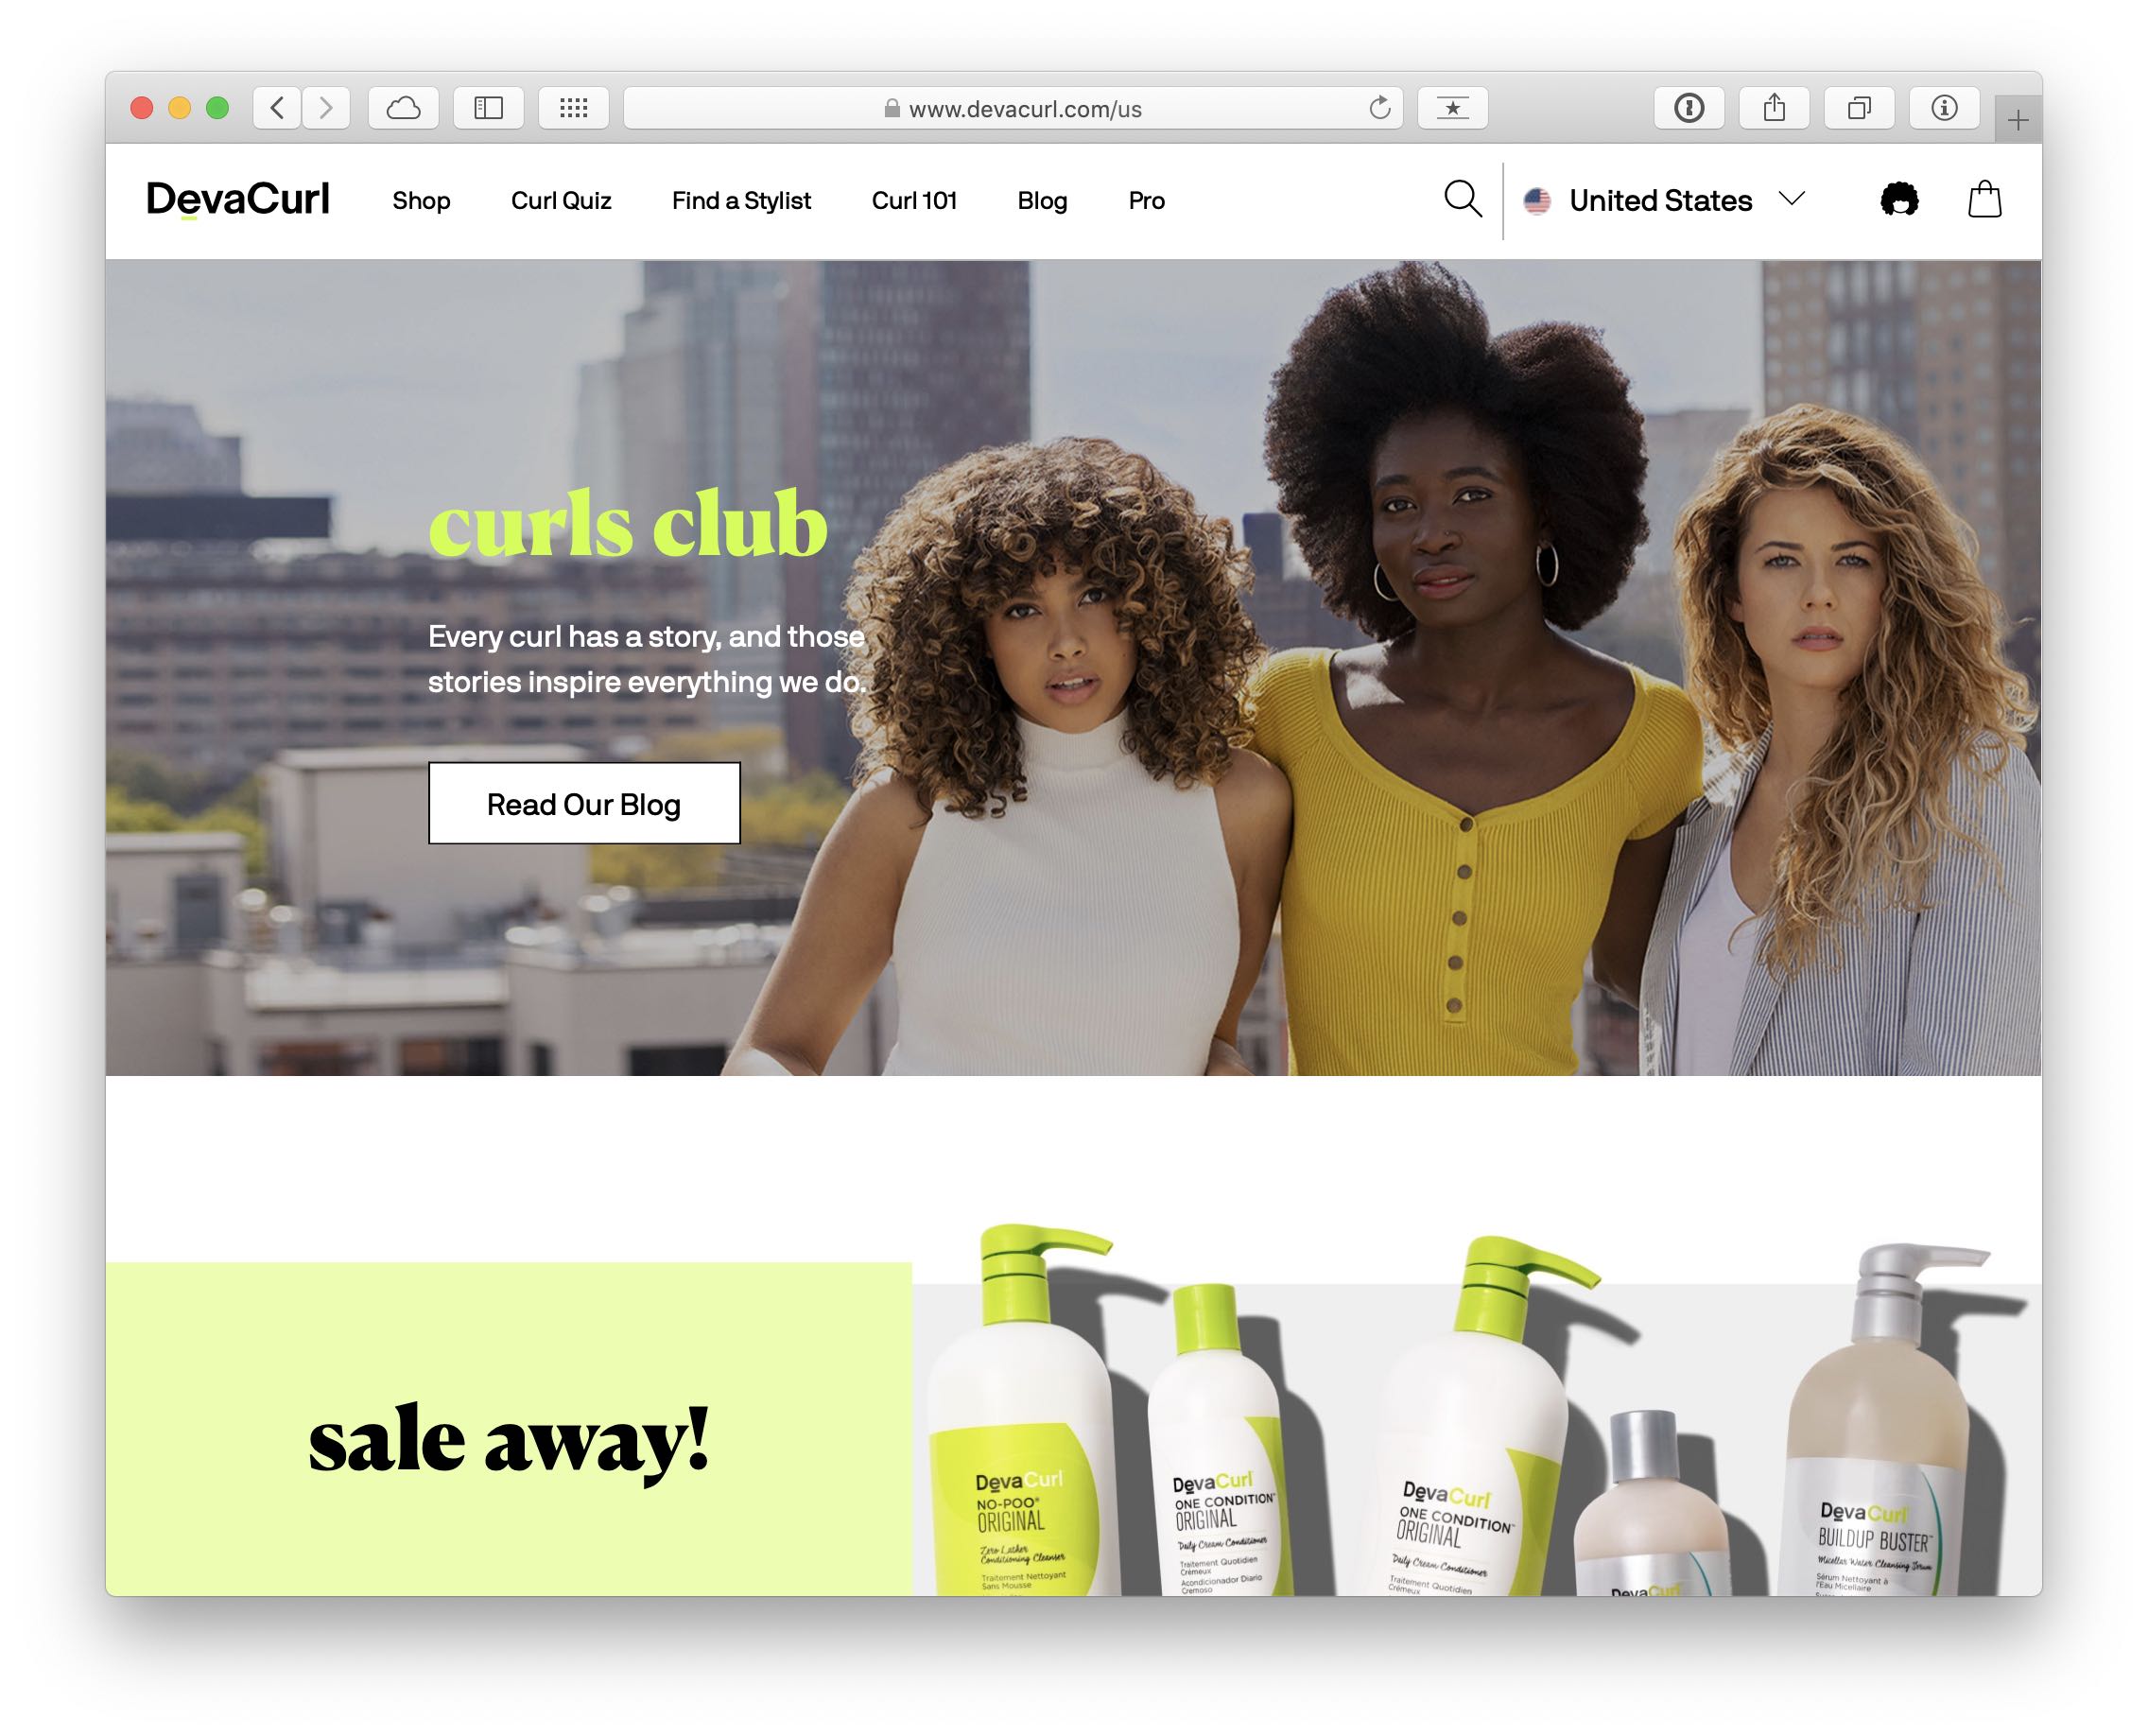 www.devacurl.com/us
DevaCurl
Shop
Curl Quiz
Find a Stylist
Curl 101
Blog
Pro
United States
curls club
Every curl has a story, and those
stories inspire everything we do.
Read Our Blog
sale away!
DevaCurl
NO-POO®
ORIGINAL
Zero Lather
Conditioning Cleanser
Traitement Nettoyant
Sans Mousse
DevaCurl
ONE CONDITION™
ORIGINAL
Daily Cream Conditioner
Traitement Quotidien
Crémeux
Acondicionador Diario
Cremoso
DevaCurl
ONE CONDITION™
ORIGINAL
Daily Cream Conditioner
Traitement Quotidien
Crémeux
DevaCurl
DevaCurl
BUILDUP BUSTER™
Micellar Water Cleansing Serum
Sérum Nettoyant à
l'Eau Micellaire